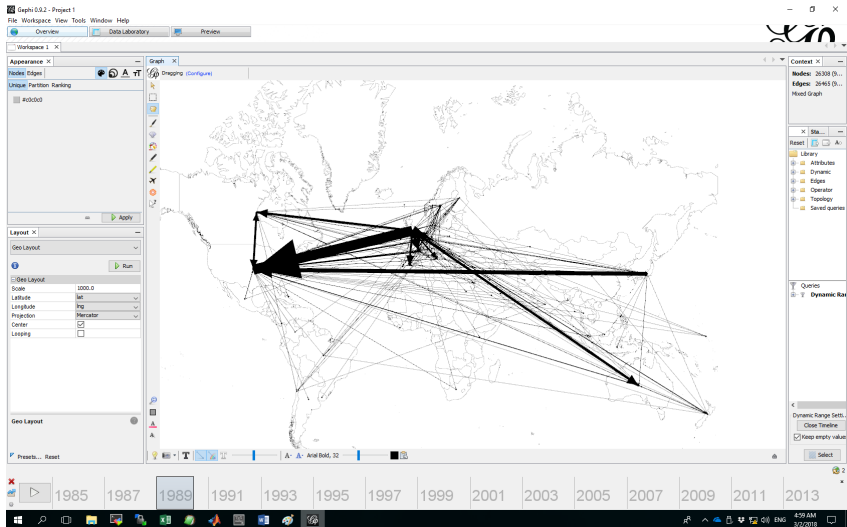 Gephi 0.9.2 - Project 1
File Workspace View Tools Window Help
Overview Data Laboratory Preview
Workspace 1 ×
Appearance × Graph × Context ×
Nodes Edges Dragging (Configure) Nodes: 26308 (9...
Unique Partition Ranking Edges: 26465 (9...
#c0c0c0 Mixed Graph
× Sta...
Reset
Library
Attributes
Dynamic
Edges
Operator
Topology
Saved queries
Apply
Layout ×
Geo Layout
Run
Geo Layout
Scale 1000.0
Latitude lat
Longitude lng
Projection Mercator
Center
Looping
Queries
Dynamic Ran
Geo Layout
Dynamic Range Setti..
Close Timeline
Keep empty value
Presets... Reset T A- A- Arial Bold, 32 Select
2
1985 1987 1989 1991 1993 1995 1997 1999 2001 2003 2005 2007 2009 2011 2013
ENG 4:59 AM
3/2/2018